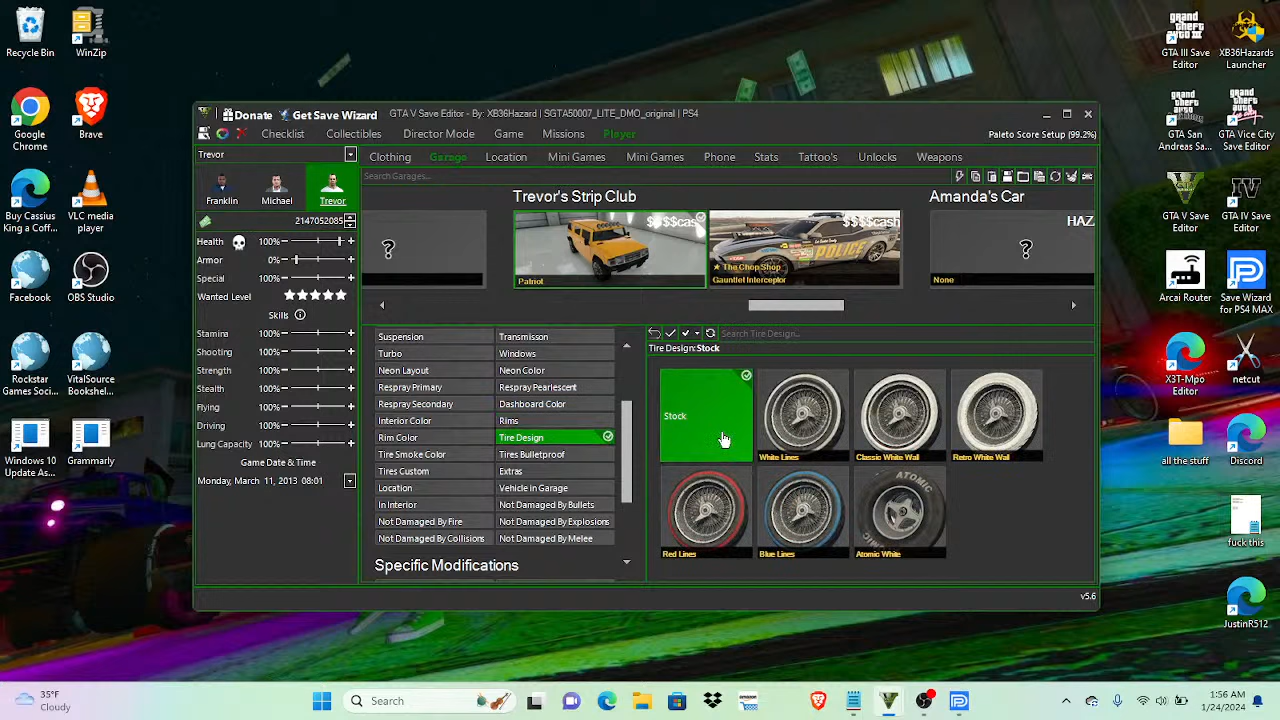 Recycle Bin
WinZip
Google Chrome
Brave
Buy Cassius Using a Coff...
VLC media player
Facebook
OBS Studio
Rockstar Games Soci...
VitalSource Bookshelf
Windows 10 Update As...
Grammarly
GTA III Save Editor
XB36Hazards Launcher
GTA San Andreas Sa...
GTA Vice City Save Editor
GTA V Save Editor
GTA IV Save Editor
Arcai Router
Save Wizard for PS4 MAX
X3T-Mpo Editor
netcut
all the stuff
Discord
fuck this
JustinR512
Donate
Get Save Wizard
GTA V Save Editor - By XB36Hazard | SGTA50007_LITE_DMO_original | PS4
Checklist
Collectibles
Director Mode
Game
Missions
Player
Paleto Score Setup (99.2%)
Trevor
Clothing
Garage
Location
Mini Games
Mini Games
Phone
Stats
Tattoo's
Unlocks
Weapons
Search Garages...
Franklin
Michael
Trevor
2147052085
Health 100%
Armor 0%
Special 100%
Wanted Level
Skills
Stamina 100%
Shooting 100%
Strength 100%
Stealth 100%
Flying 100%
Driving 100%
Lung Capacity 100%
Game Date & Time
Monday, March 11, 2013 08:01
Trevor's Strip Club
Amanda's Car
$$$$cas
Patriot
$$$$cash
POLICE
★ The Chop Shop
Gauntlet Interceptor
HAZ
None
Suspension
Transmisson
Turbo
Windows
Neon Layout
Neon Color
Respray Primary
Respray Pearlescent
Respray Secondary
Dashboard Color
Interior Color
Rims
Rim Color
Tire Design
Tire Smoke Color
Tires Bulletproof
Tires Custom
Extras
Location
Vehicle in Garage
In Interior
Not Damaged By Bullets
Not Damaged By Fire
Not Damaged By Explosions
Not Damaged By Collisions
Not Damaged By Melee
Specific Modifications
Search Tire Design...
Tire Design:Stock
Stock
White Lines
Classic White Wall
Retro White Wall
Red Lines
Blue Lines
ATOMIC
Atomic White
v5.6
35°F
Cloudy
Search
1:56 AM
1/24/2024